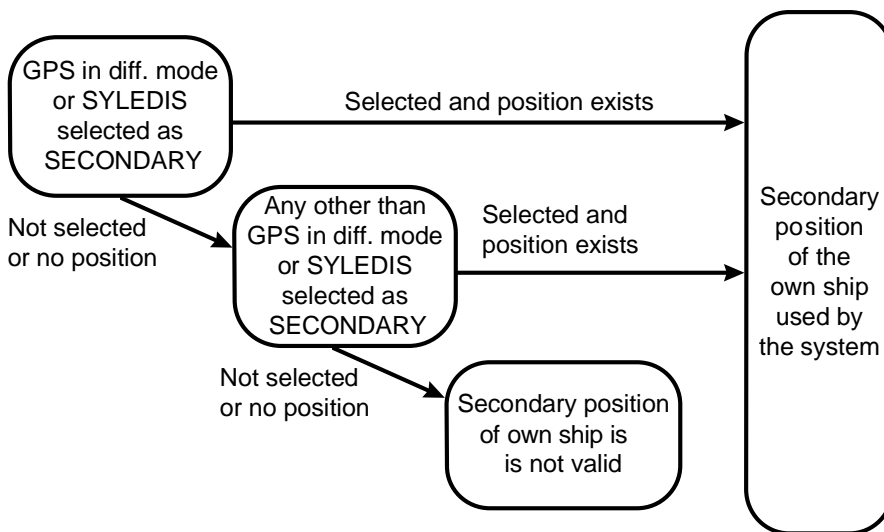 GPS in diff. mode
or SYLEDIS
selected as
SECONDARY
Selected and position exists
Not selected
or no position
Any other than
GPS in diff. mode
or SYLEDIS
selected as
SECONDARY
Selected and
position exists
Not selected
or no position
Secondary position
of own ship is
is not valid
Secondary
position
of the
own ship
used by
the system